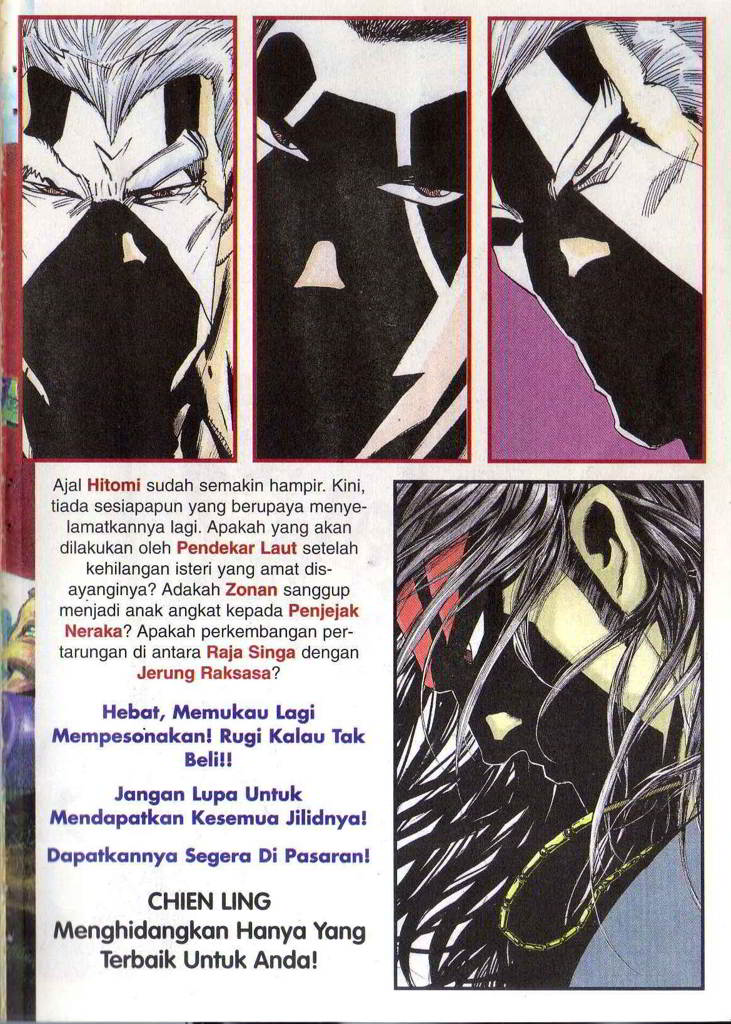 Ajal Hitomi sudah semakin hampir. Kini,
tiada sesiapapun yang berupaya menye-
lamatkannya lagi. Apakah yang akan
dilakukan oleh Pendekar Laut setelah
kehilangan isteri yang amat dis-
ayanginya? Adakah Zonan sanggup
menjadi anak angkat kepada Penjejak
Neraka? Apakah perkembangan per-
tarungan di antara Raja Singa dengan
Jerung Raksasa?
Hebat, Memukau Lagi
Mempesonakan! Rugi Kalau Tak
Beli!!
Jangan Lupa Untuk
Mendapatkan Kesemua Jilidnya!
Dapatkannya Segera Di Pasaran!
CHIEN LING
Menghidangkan Hanya Yang
Terbaik Untuk Anda!